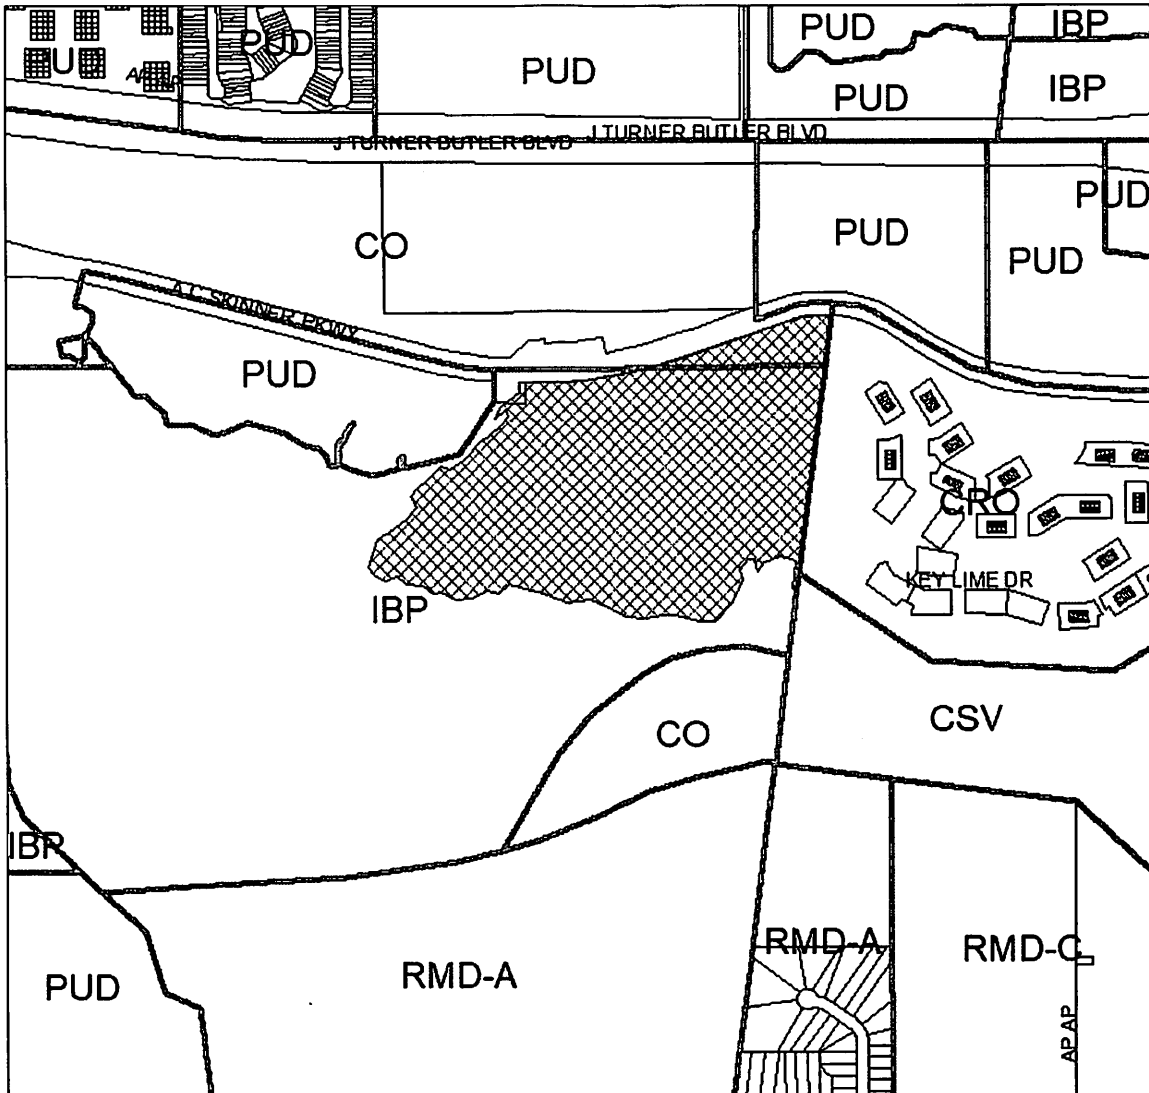 PUD
IBP
U
PUD
PUD
PUD
IBP
J TURNER BUTLER BLVD
J TURNER BUTLER BLVD
PUD
CO
PUD
PUD
A C SKINNER PKWY
PUD
CRO
KEY LIME DR
IBP
CO
CSV
IBP
RMD-A
RMD-C
PUD
RMD-A
AP AP